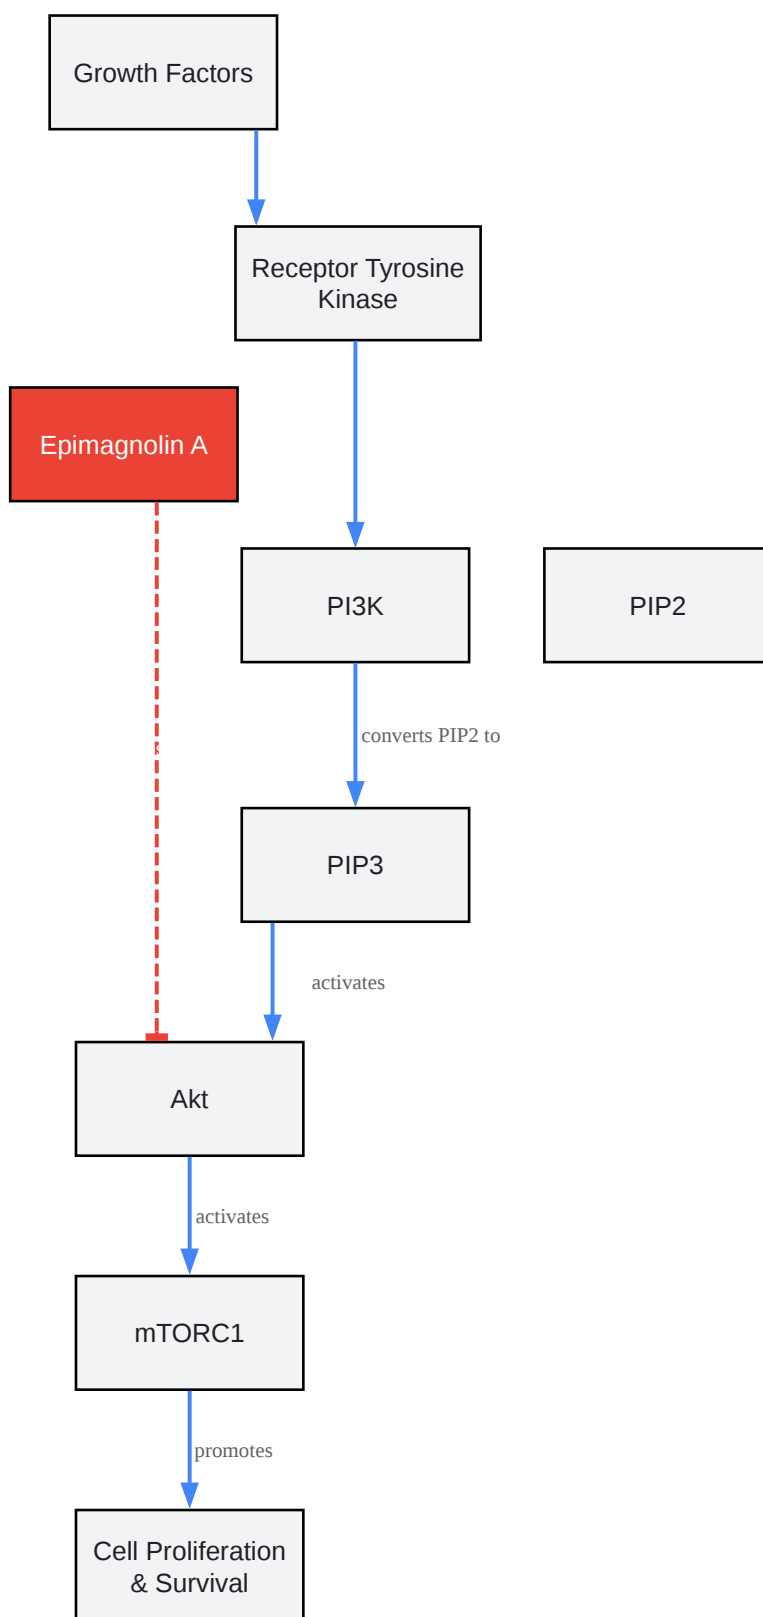 Growth Factors
Receptor Tyrosine
Kinase
Epimagnolin A
PI3K
PIP2
converts PIP2 to
PIP3
activates
Akt
activates
mTORC1
promotes
Cell Proliferation
& Survival